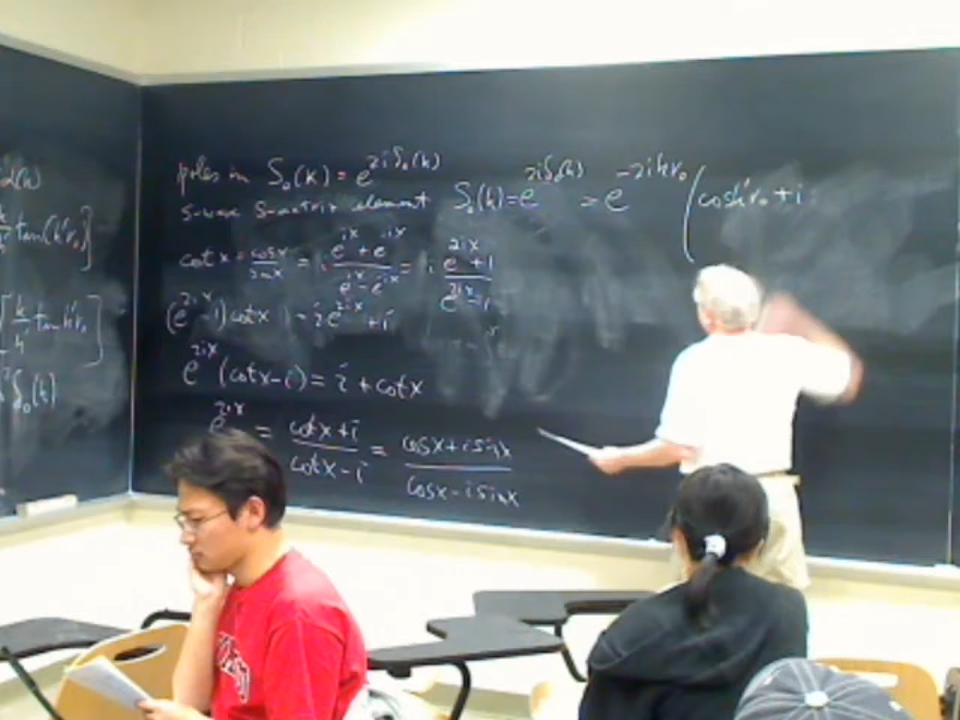 tan(k'r₀)}
k/k' tan k'r₀]
δ₀(k)
poles in S₀(k) = e^{2iδ₀(k)}
s-wave S-matrix element S₀(k) = e^{2iδ₀(k)} = e^{-2ikr₀} (cos k'r₀ + i
cot x = cos x / sin x = i (e^{ix} + e^{-ix}) / (e^{ix} - e^{-ix}) = i (e^{2ix} + 1) / (e^{2ix} - 1)
(e^{2ix} - 1) cot x = i e^{2ix} + i
e^{2ix} (cot x - i) = i + cot x
e^{2ix} = (cot x + i) / (cot x - i) = (cos x + i sin x) / (cos x - i sin x)